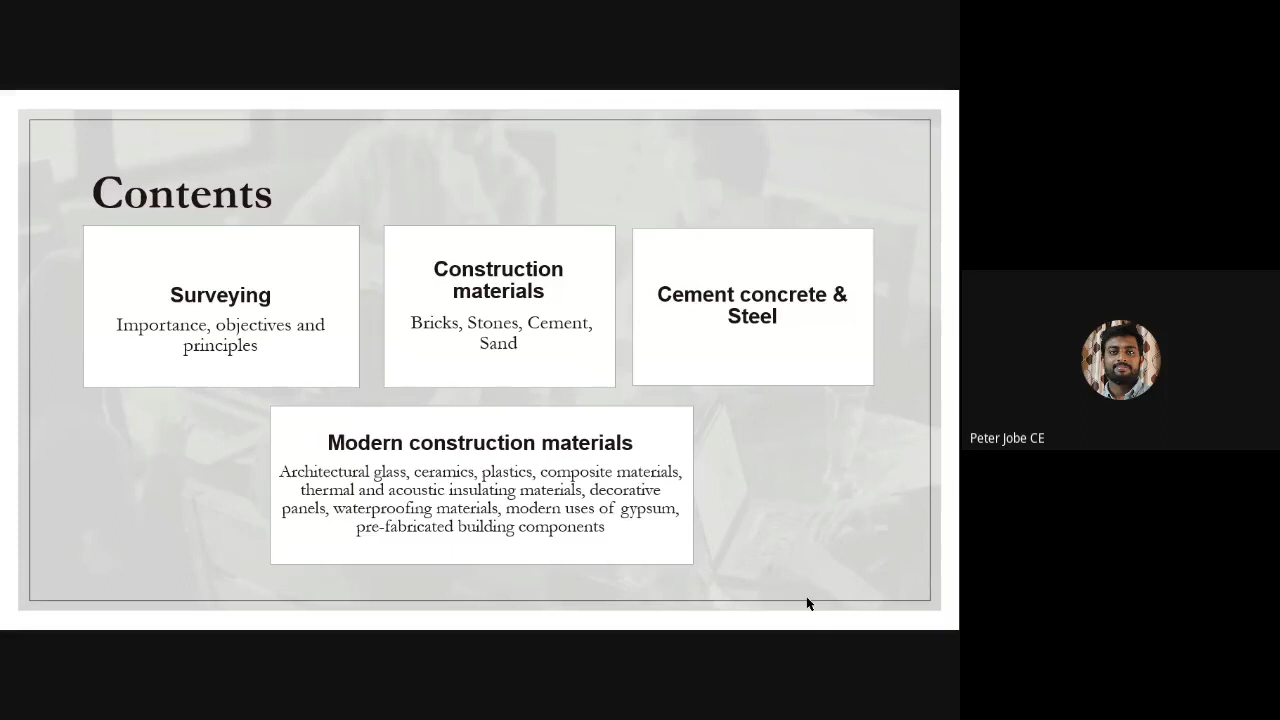 Contents
Surveying
Importance, objectives and
principles
Construction
materials
Bricks, Stones, Cement,
Sand
Cement concrete &
Steel
Modern construction materials
Architectural glass, ceramics, plastics, composite materials,
thermal and acoustic insulating materials, decorative
panels, waterproofing materials, modern uses of gypsum,
pre-fabricated building components
Peter Jobe CE